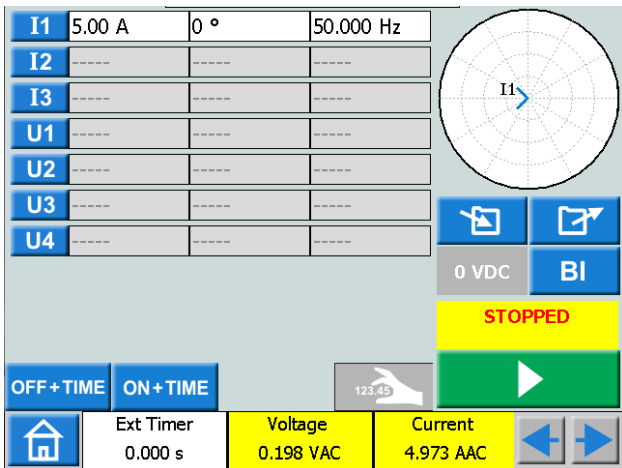 I1 5.00 A 0 ° 50.000 Hz
I2 ----- ----- -----
I3 ----- ----- -----
U1 ----- ----- -----
U2 ----- ----- -----
U3 ----- ----- -----
U4 ----- ----- -----
I1
0 VDC BI
STOPPED
OFF+TIME ON+TIME 123.45
Ext Timer Voltage Current
0.000 s 0.198 VAC 4.973 AAC